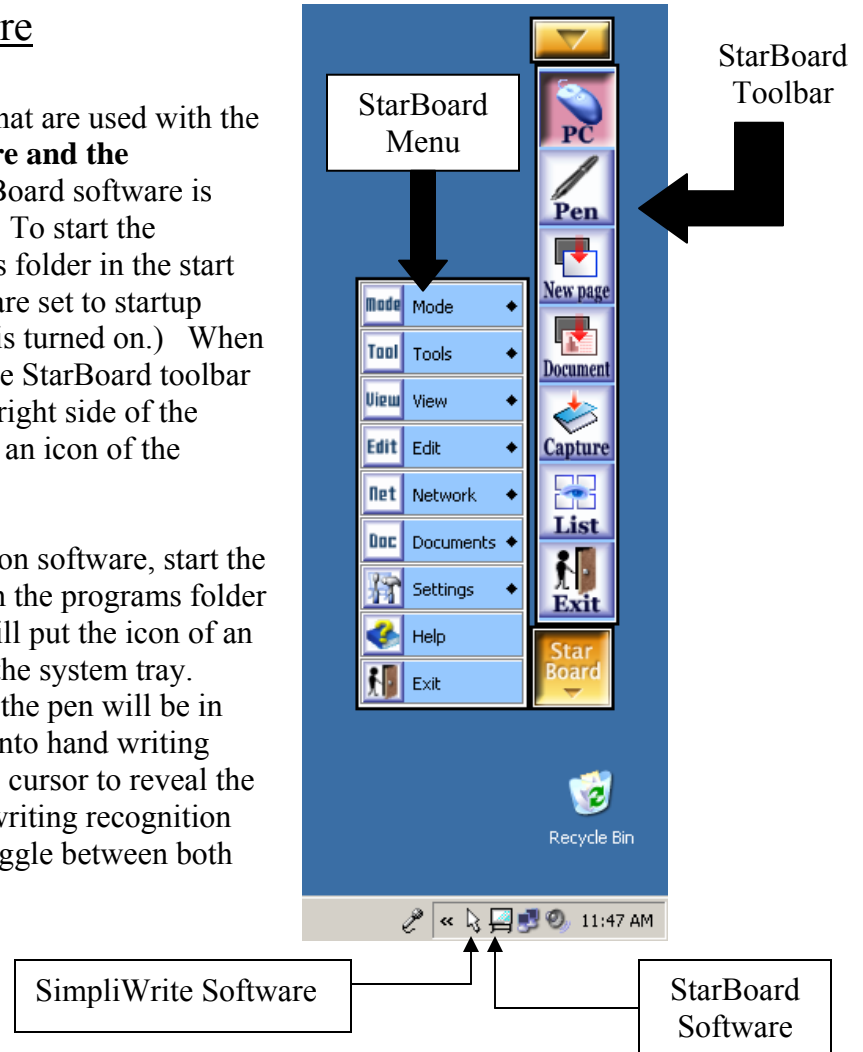 re
hat are used with the
re and the
Board software is
To start the
s folder in the start
are set to startup
is turned on.) When
e StarBoard toolbar
right side of the
an icon of the
on software, start the
n the programs folder
ill put the icon of an
the system tray.
the pen will be in
nto hand writing
cursor to reveal the
writing recognition
ggle between both
StarBoard
Menu
StarBoard
Toolbar
PC
Pen
New page
Document
Capture
List
Exit
Star
Board
Mode Mode
Tool Tools
View View
Edit Edit
Net Network
Doc Documents
Settings
Help
Exit
Recycle Bin
« 11:47 AM
SimpliWrite Software
StarBoard
Software